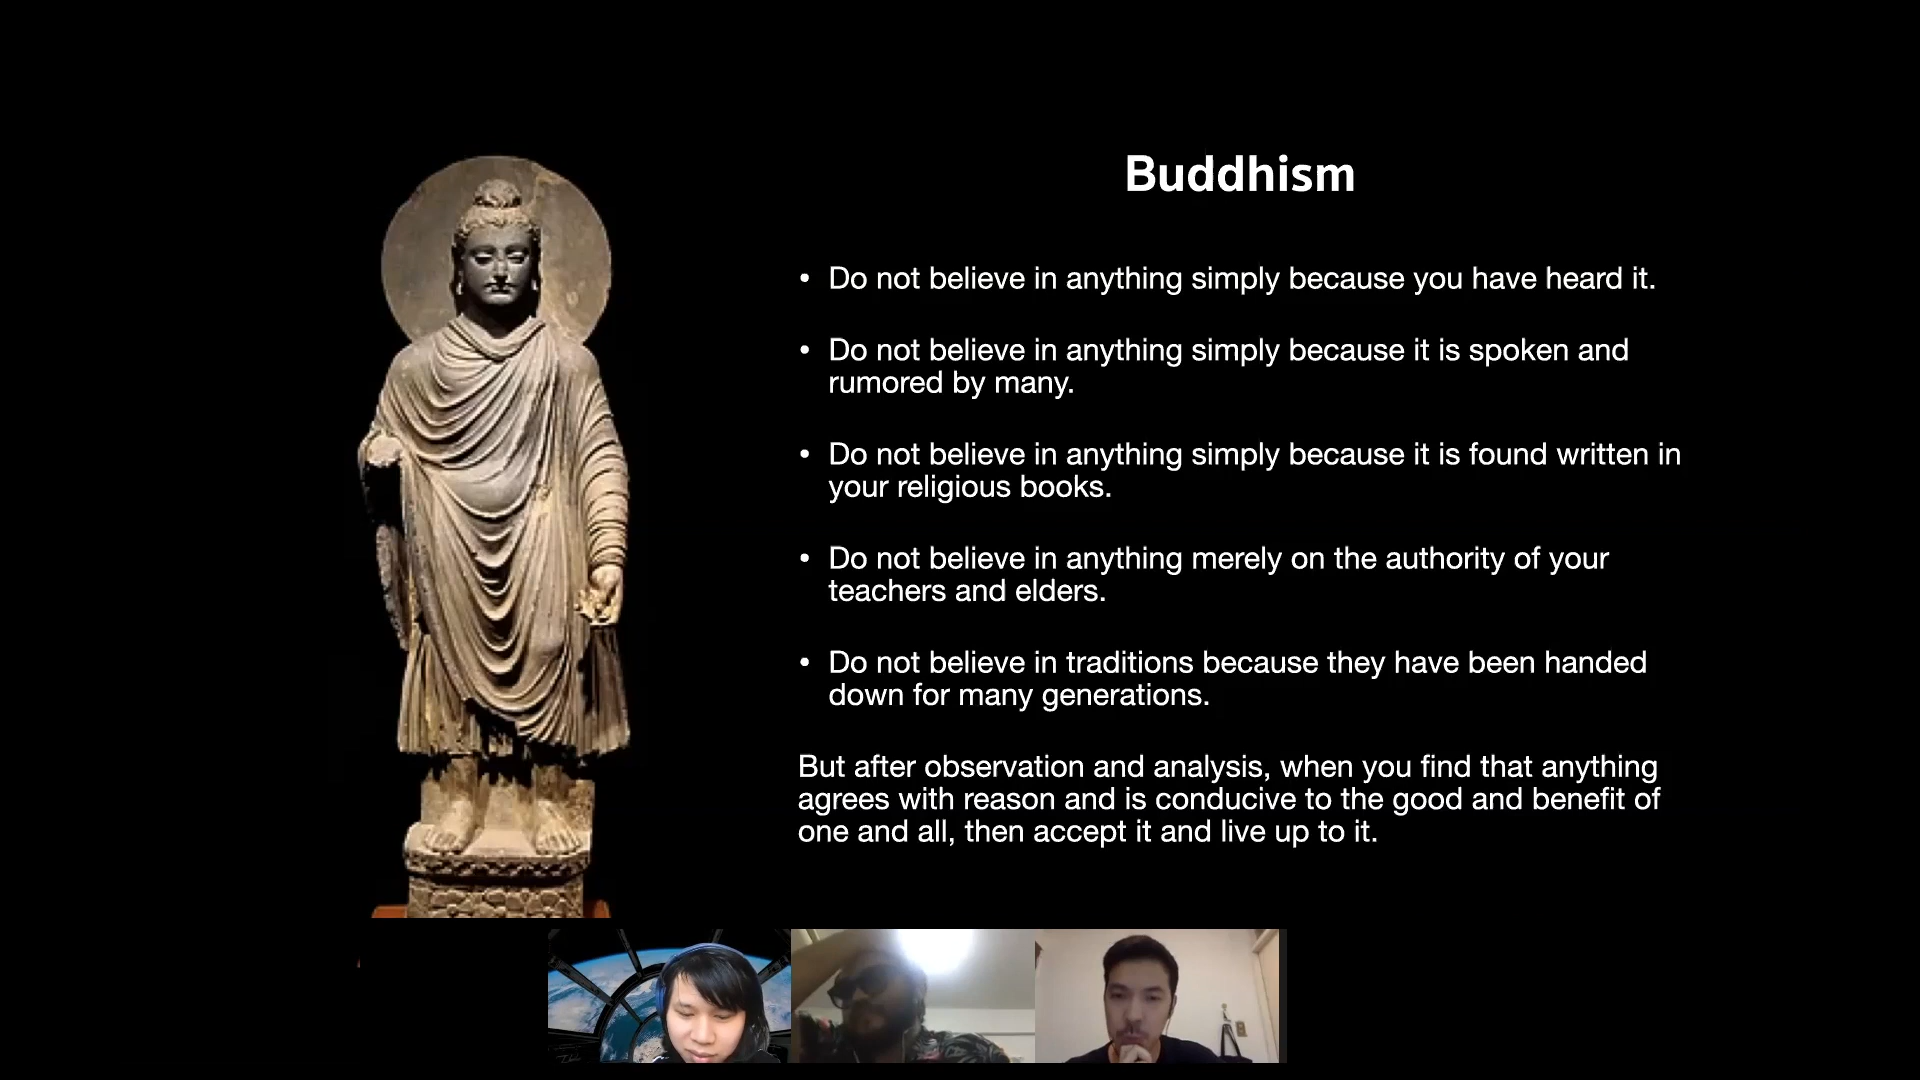 Buddhism
• Do not believe in anything simply because you have heard it.
• Do not believe in anything simply because it is spoken and
rumored by many.
• Do not believe in anything simply because it is found written in
your religious books.
• Do not believe in anything merely on the authority of your
teachers and elders.
• Do not believe in traditions because they have been handed
down for many generations.
But after observation and analysis, when you find that anything
agrees with reason and is conducive to the good and benefit of
one and all, then accept it and live up to it.